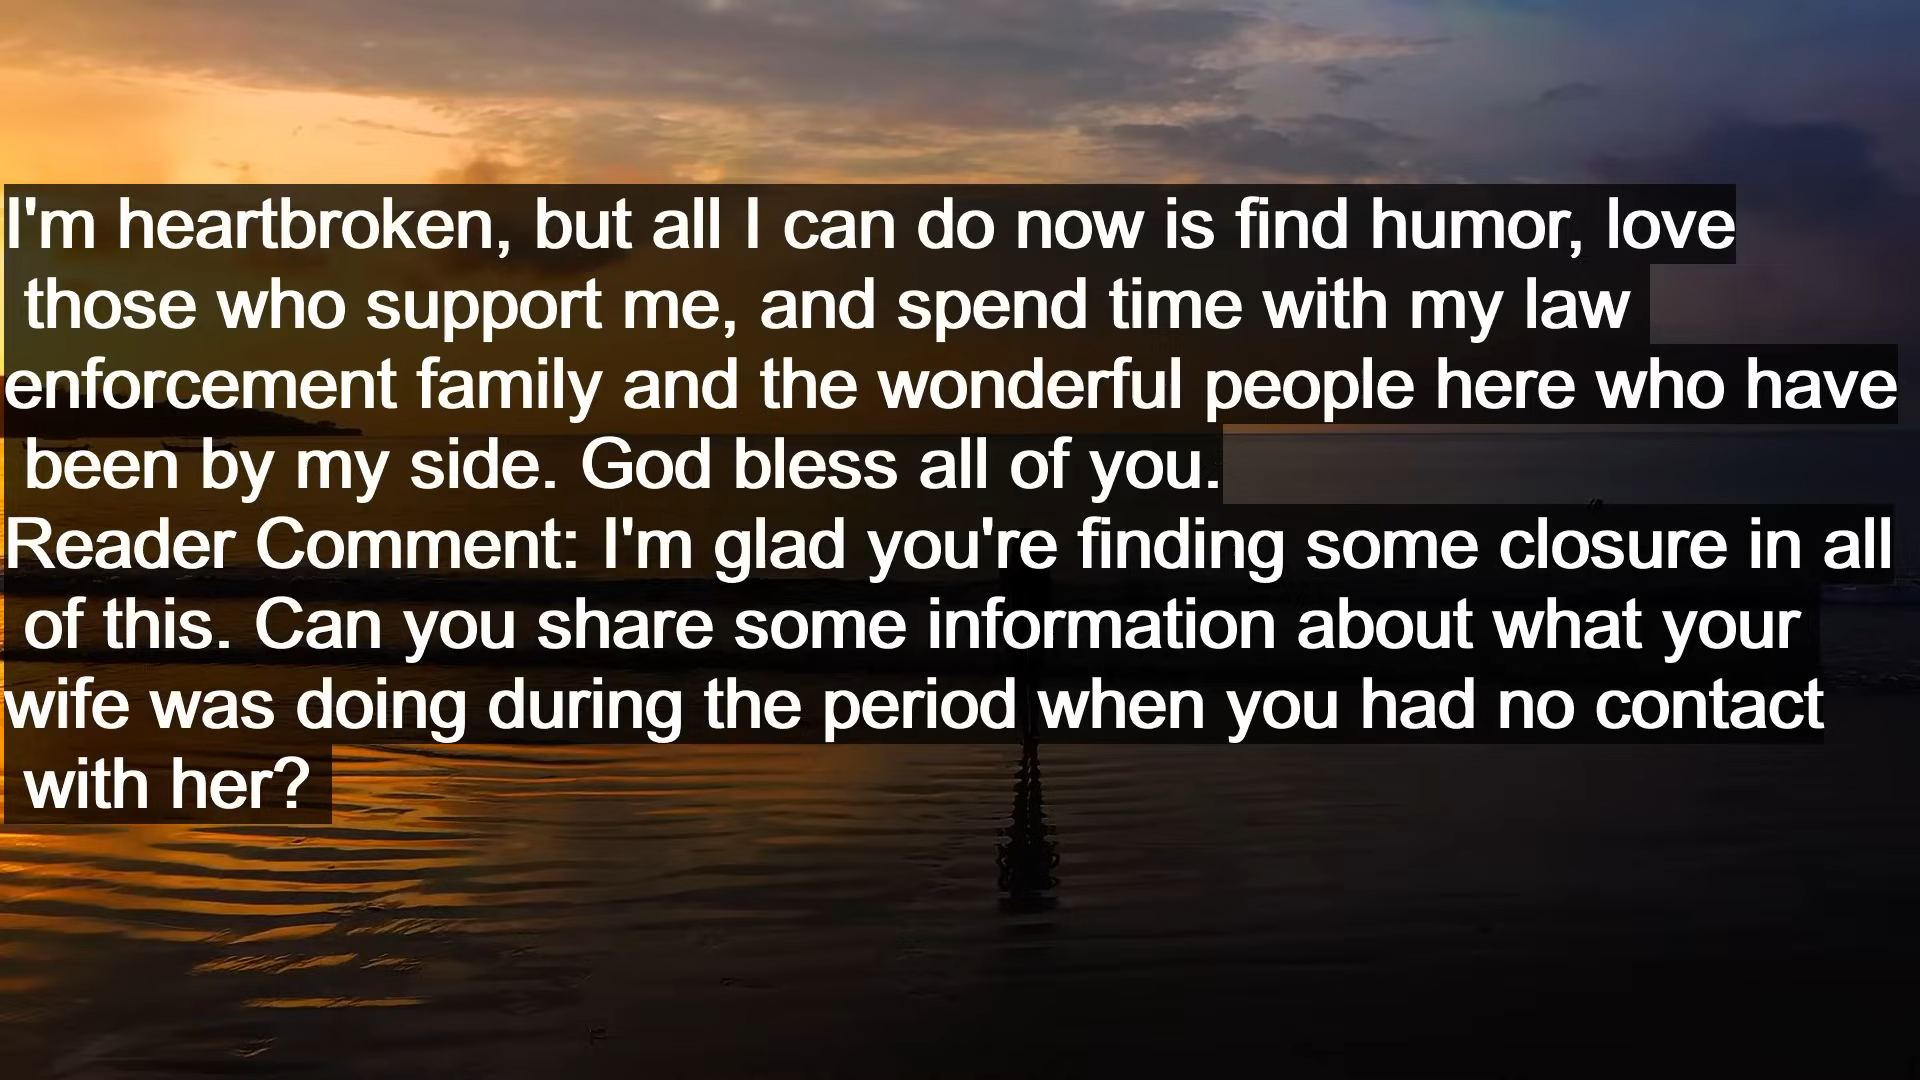 I'm heartbroken, but all I can do now is find humor, love
those who support me, and spend time with my law
enforcement family and the wonderful people here who have
been by my side. God bless all of you.
Reader Comment: I'm glad you're finding some closure in all
of this. Can you share some information about what your
wife was doing during the period when you had no contact
with her?